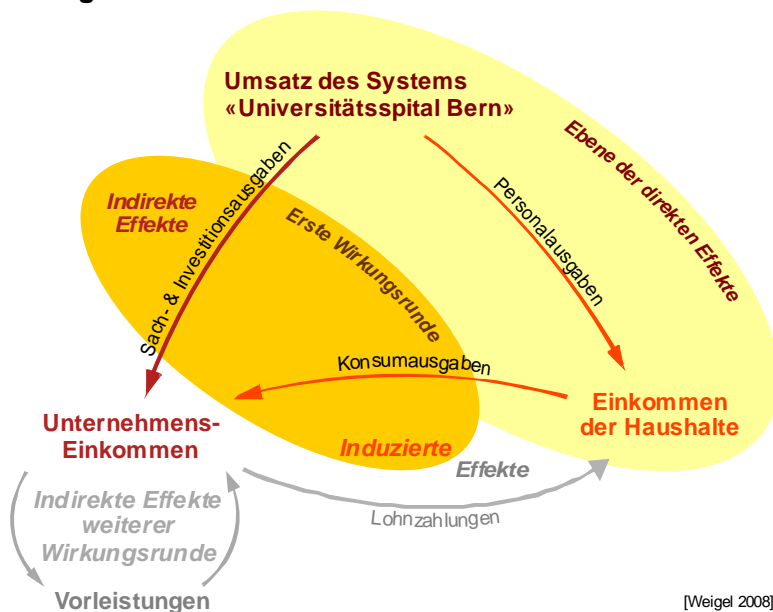 Umsatz des Systems
«Universitätsspital Bern»
Ebene der direkten Effekte
Indirekte
Effekte
Sach- & Investitionsausgaben
Erste Wirkungsrunde
Personalausgaben
Konsumausgaben
Unternehmens-
Einkommen
Einkommen
der Haushalte
Induzierte
Effekte
Indirekte Effekte
weiterer
Wirkungsrunde
Lohnzahlungen
Vorleistungen
[Weigel 2008]